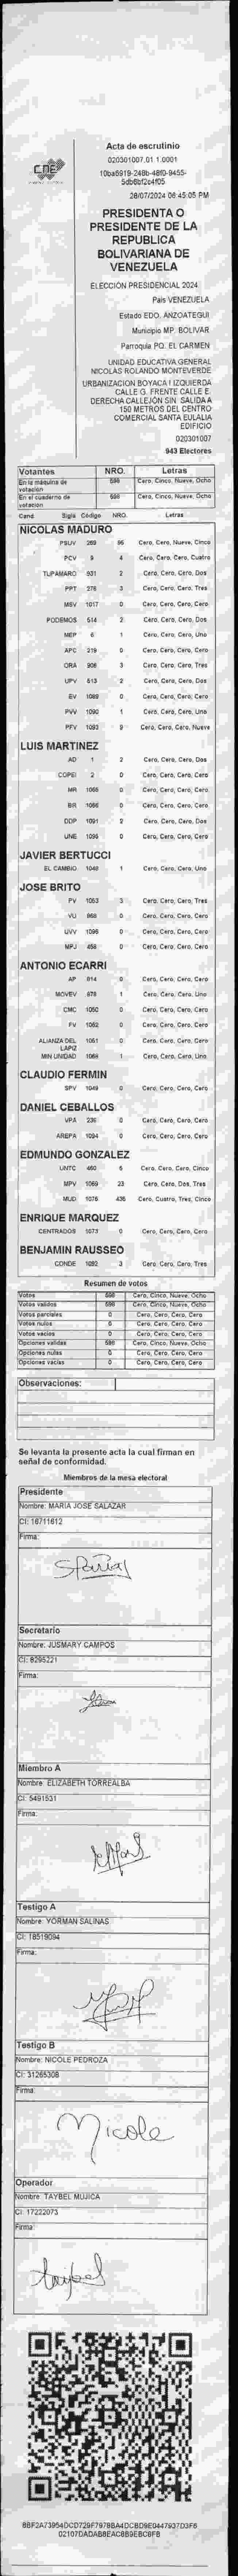 CNE
Acta de escrutinio
020301007.01.1.0001
28/07/2024 06:45:05 PM
PRESIDENTA O
PRESIDENTE DE LA
REPUBLICA
BOLIVARIANA DE
VENEZUELA
ELECCIÓN PRESIDENCIAL 2024
País VENEZUELA
Estado EDO. ANZOATEGUI
Municipio MP. BOLIVAR
Parroquia PQ. EL CARMEN
UNIDAD EDUCATIVA GENERAL
NICOLAS ROLANDO MONTEVERDE
URBANIZACION BOYACA I IZQUIERDA
CALLE G. FRENTE CALLE E.
DERECHA CALLEJÓN SIN SALIDA A
150 METROS DEL CENTRO
COMERCIAL SANTA EULALIA
EDIFICIO
020301007
943 Electores
Votantes NRO. Letras
En la máquina de votación 598 Cero, Cinco, Nueve, Ocho
En el cuaderno de votación 598 Cero, Cinco, Nueve, Ocho
Cand Sigla Código NRO. Letras
NICOLAS MADURO
PSUV 269 95 Cero, Cero, Nueve, Cinco
PCV 9 4 Cero, Cero, Cero, Cuatro
TUPAMARO 931 2 Cero, Cero, Cero, Dos
PPT 278 3 Cero, Cero, Cero, Tres
MSV 1017 0 Cero, Cero, Cero, Cero
PODEMOS 514 2 Cero, Cero, Cero, Dos
MEP 6 1 Cero, Cero, Cero, Uno
APC 219 0 Cero, Cero, Cero, Cero
ORA 908 3 Cero, Cero, Cero, Tres
UPV 513 2 Cero, Cero, Cero, Dos
EV 1089 0 Cero, Cero, Cero, Cero
PVV 1090 1 Cero, Cero, Cero, Uno
PFV 1093 9 Cero, Cero, Cero, Nueve
LUIS MARTINEZ
AD 1 2 Cero, Cero, Cero, Dos
COPEI 2 0 Cero, Cero, Cero, Cero
MR 1065 0 Cero, Cero, Cero, Cero
BR 1066 0 Cero, Cero, Cero, Cero
DDP 1091 2 Cero, Cero, Cero, Dos
UNE 1095 0 Cero, Cero, Cero, Cero
JAVIER BERTUCCI
EL CAMBIO 1048 1 Cero, Cero, Cero, Uno
JOSE BRITO
PV 1053 3 Cero, Cero, Cero, Tres
VU 968 0 Cero, Cero, Cero, Cero
UVV 1096 0 Cero, Cero, Cero, Cero
MPJ 458 0 Cero, Cero, Cero, Cero
ANTONIO ECARRI
AP 814 0 Cero, Cero, Cero, Cero
MOVEV 978 1 Cero, Cero, Cero, Uno
CMC 1050 0 Cero, Cero, Cero, Cero
FV 1052 0 Cero, Cero, Cero, Cero
ALIANZA DEL LAPIZ 1061 0 Cero, Cero, Cero, Cero
MIN UNIDAD 1068 1 Cero, Cero, Cero, Uno
CLAUDIO FERMIN
SPV 1049 0 Cero, Cero, Cero, Cero
DANIEL CEBALLOS
VPA 236 0 Cero, Cero, Cero, Cero
AREPA 1094 0 Cero, Cero, Cero, Cero
EDMUNDO GONZALEZ
UNTC 460 5 Cero, Cero, Cero, Cinco
MPV 1069 23 Cero, Cero, Dos, Tres
MUD 1075 435 Cero, Cuatro, Tres, Cinco
ENRIQUE MARQUEZ
CENTRADOS 1073 0 Cero, Cero, Cero, Cero
BENJAMIN RAUSSEO
CONDE 1092 3 Cero, Cero, Cero, Tres
Resumen de votos
Votos 598 Cero, Cinco, Nueve, Ocho
Votos validos 598 Cero, Cinco, Nueve, Ocho
Votos parciales 0 Cero, Cero, Cero, Cero
Votos nulos 0 Cero, Cero, Cero, Cero
Votos vacios 0 Cero, Cero, Cero, Cero
Opciones validas 598 Cero, Cinco, Nueve, Ocho
Opciones nulas 0 Cero, Cero, Cero, Cero
Opciones vacias 0 Cero, Cero, Cero, Cero
Observaciones:
Se levanta la presente acta la cual firman en
señal de conformidad.
Miembros de la mesa electoral
Presidente
Nombre: MARIA JOSE SALAZAR
CI: 16711612
Firma:
Secretario
Nombre: JUSMARY CAMPOS
CI: 8295221
Firma:
Miembro A
Nombre: ELIZABETH TORREALBA
CI: 5491531
Firma:
Testigo A
Nombre: YORMAN SALINAS
CI: 18519094
Firma:
Testigo B
Nombre: NICOLE PEDROZA
CI: 31265308
Firma:
Nicole
Operador
Nombre: TAYBEL MUJICA
CI: 17222073
Firma:
taybel